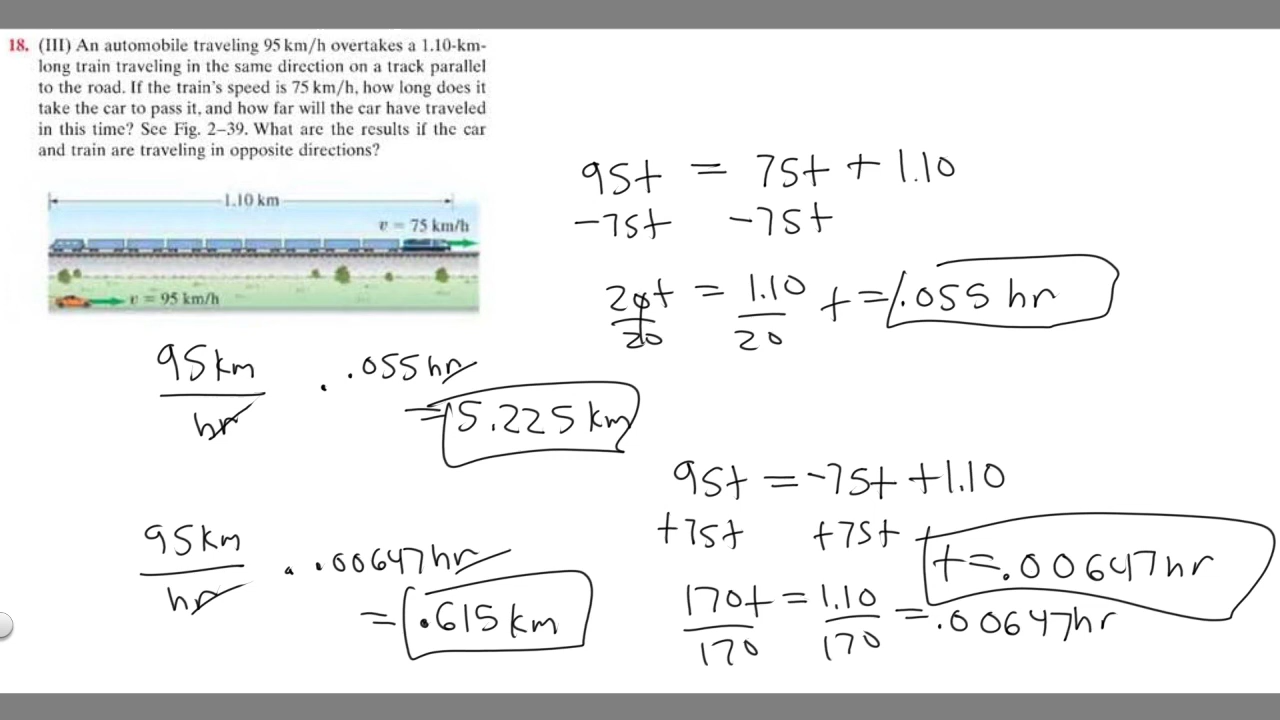 18. (III) An automobile traveling 95 km/h overtakes a 1.10-km-
long train traveling in the same direction on a track parallel
to the road. If the train's speed is 75 km/h, how long does it
take the car to pass it, and how far will the car have traveled
in this time? See Fig. 2–39. What are the results if the car
and train are traveling in opposite directions?
1.10 km
v = 75 km/h
v = 95 km/h
95t = 75t + 1.10
-75t -75t
20t/20 = 1.10/20 t = .055 hr
95km/hr . .055hr
= 5.225 km
95t = -75t + 1.10
+75t +75t
t = .00647hr
170t/170 = 1.10/170 = .00647hr
95km/hr . .00647hr
= .615 km